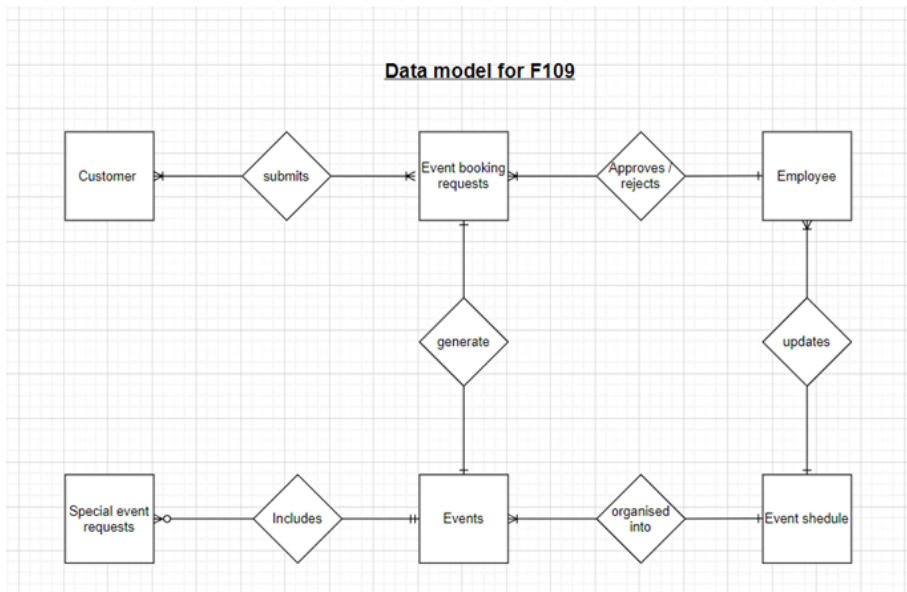 Data model for F109
Customer
submits
Event booking
requests
Approves /
rejects
Employee
generate
updates
Special event
requests
Includes
Events
organised
into
Event shedule